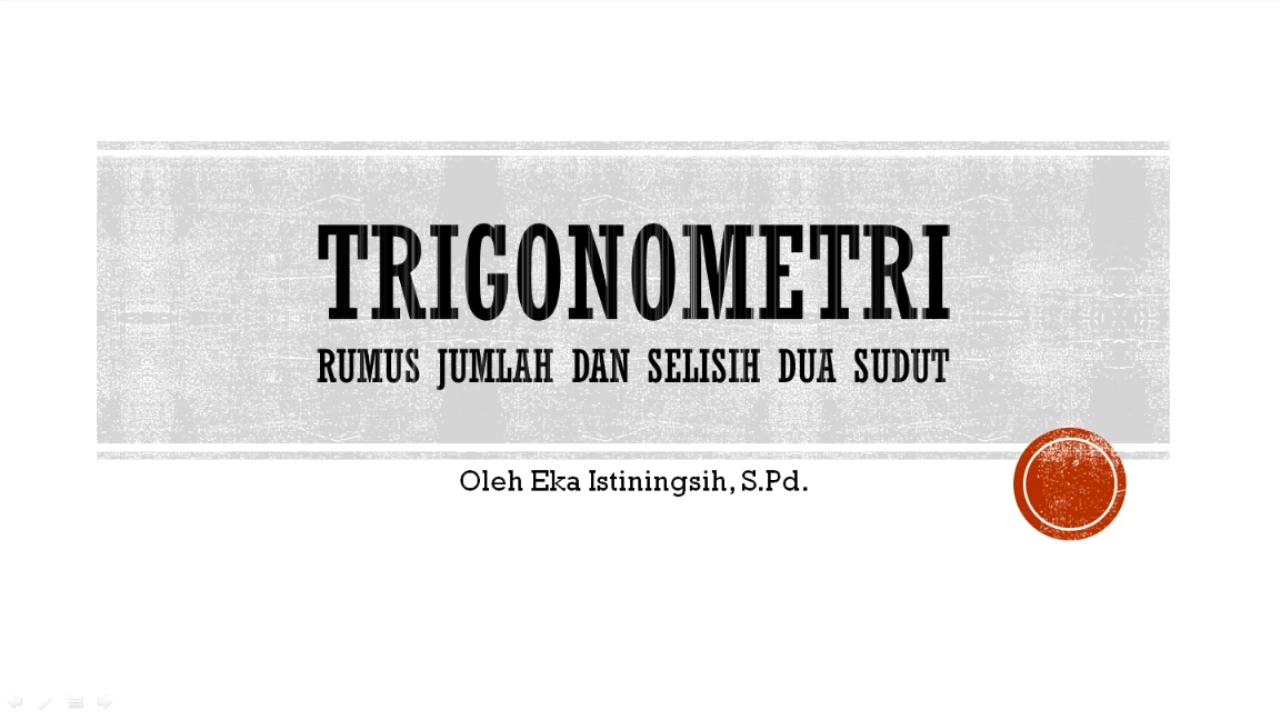 TRIGONOMETRI
RUMUS JUMLAH DAN SELISIH DUA SUDUT
Oleh Eka Istiningsih, S.Pd.